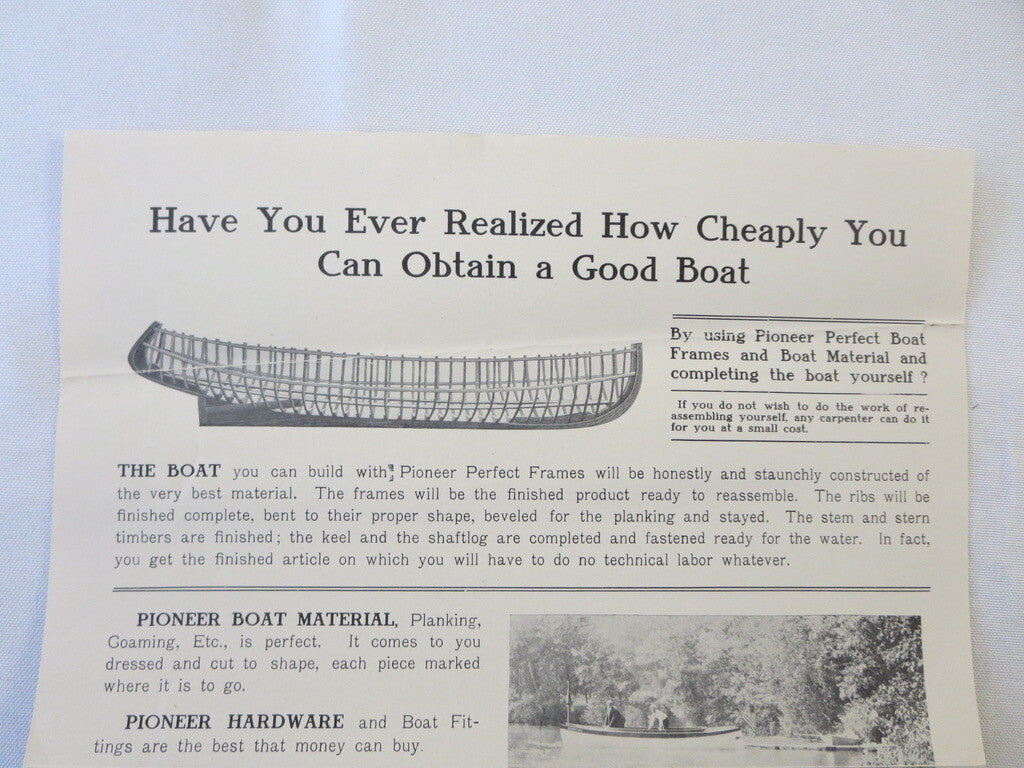 Have You Ever Realized How Cheaply You
Can Obtain a Good Boat
By using Pioneer Perfect Boat
Frames and Boat Material and
completing the boat yourself ?
If you do not wish to do the work of re-
assembling yourself, any carpenter can do it
for you at a small cost.
THE BOAT you can build with Pioneer Perfect Frames will be honestly and staunchly constructed of
the very best material. The frames will be the finished product ready to reassemble. The ribs will be
finished complete, bent to their proper shape, beveled for the planking and stayed. The stem and stern
timbers are finished; the keel and the shaftlog are completed and fastened ready for the water. In fact,
you get the finished article on which you will have to do no technical labor whatever.
PIONEER BOAT MATERIAL, Planking,
Coaming, Etc., is perfect. It comes to you
dressed and cut to shape, each piece marked
where it is to go.
PIONEER HARDWARE and Boat Fit-
tings are the best that money can buy.